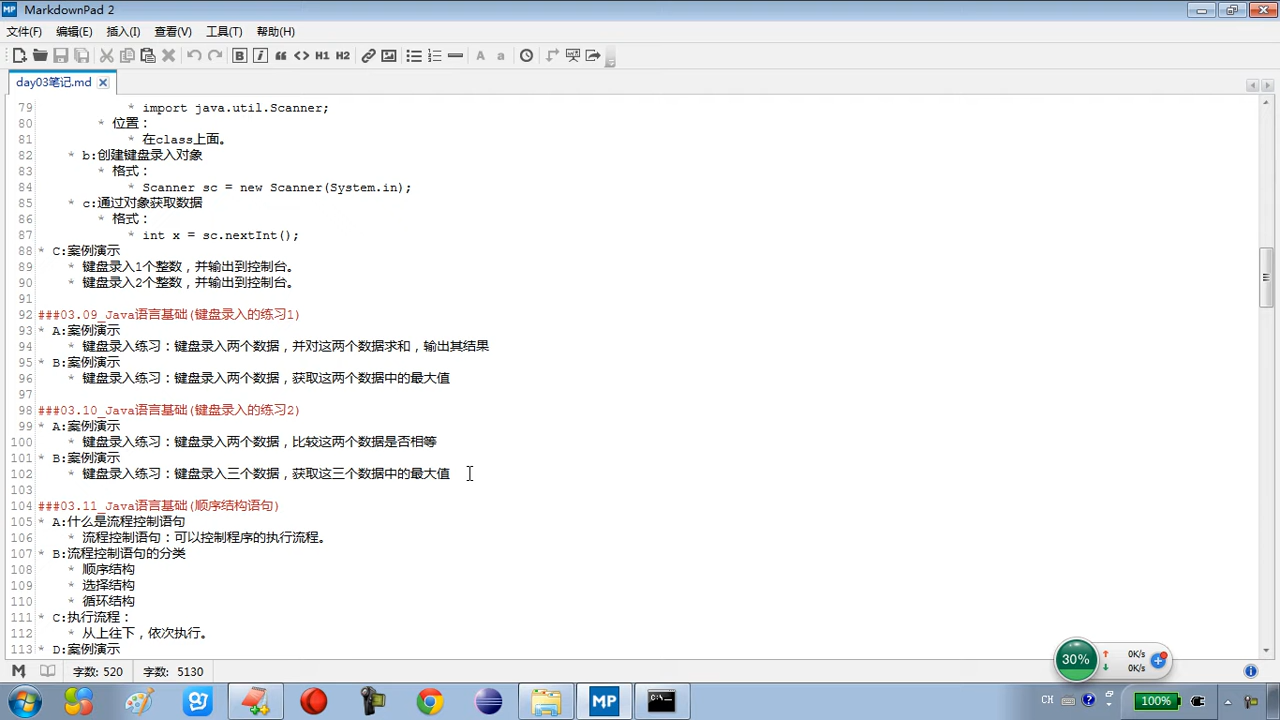 MarkdownPad 2
文件(F) 编辑(E) 插入(I) 查看(V) 工具(T) 帮助(H)
B i “ <> H1 H2 A a
day03笔记.md
79 * import java.util.Scanner;
80 * 位置：
81 * 在class上面。
82 * b:创建键盘录入对象
83 * 格式：
84 * Scanner sc = new Scanner(System.in);
85 * c:通过对象获取数据
86 * 格式：
87 * int x = sc.nextInt();
88 * C:案例演示
89 * 键盘录入1个整数，并输出到控制台。
90 * 键盘录入2个整数，并输出到控制台。
91
92 ###03.09_Java语言基础(键盘录入的练习1)
93 * A:案例演示
94 * 键盘录入练习：键盘录入两个数据，并对这两个数据求和，输出其结果
95 * B:案例演示
96 * 键盘录入练习：键盘录入两个数据，获取这两个数据中的最大值
97
98 ###03.10_Java语言基础(键盘录入的练习2)
99 * A:案例演示
100 * 键盘录入练习：键盘录入两个数据，比较这两个数据是否相等
101 * B:案例演示
102 * 键盘录入练习：键盘录入三个数据，获取这三个数据中的最大值
103
104 ###03.11_Java语言基础(顺序结构语句)
105 * A:什么是流程控制语句
106 * 流程控制语句：可以控制程序的执行流程。
107 * B:流程控制语句的分类
108 * 顺序结构
109 * 选择结构
110 * 循环结构
111 * C:执行流程：
112 * 从上往下，依次执行。
113 * D:案例演示
30% 0K/s
0K/s
M 字数: 520 字数: 5130
MP CH 100%